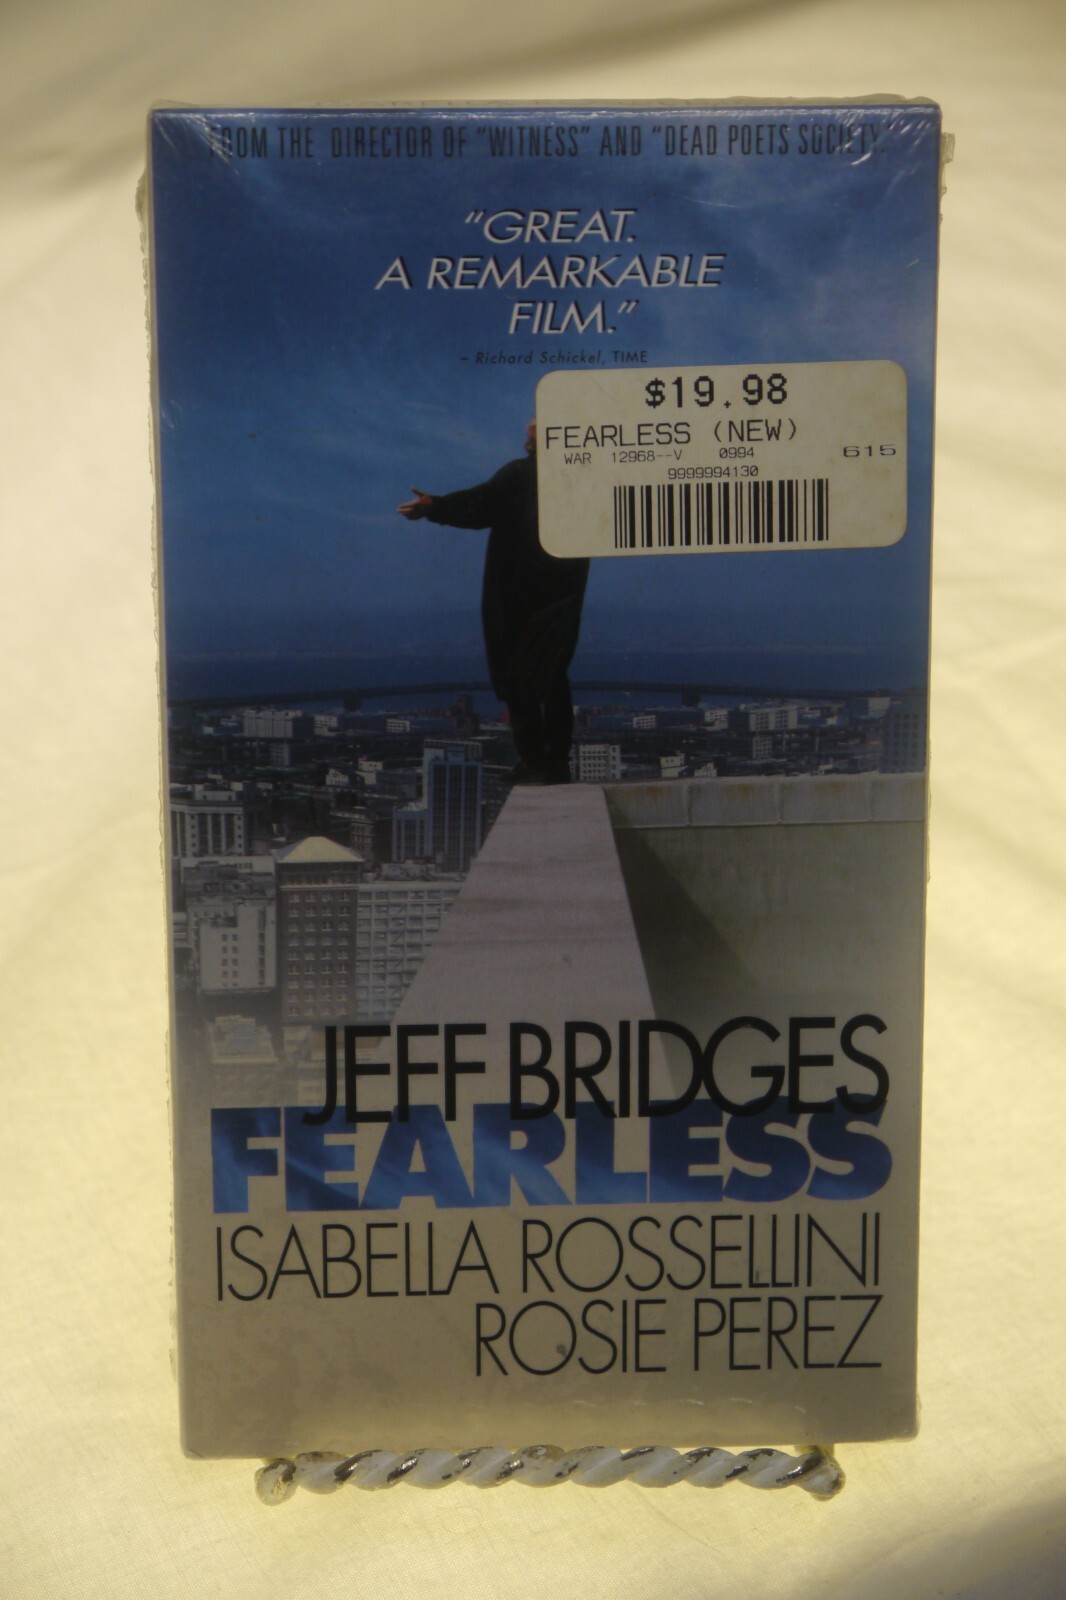 FROM THE DIRECTOR OF "WITNESS" AND "DEAD POETS SOCIETY."
"GREAT.
A REMARKABLE
FILM."
– Richard Schickel, TIME
$19.98
FEARLESS (NEW)
WAR 12968--V 0994 615
9999994130
JEFF BRIDGES
FEARLESS
ISABELLA ROSSELLINI
ROSIE PEREZ